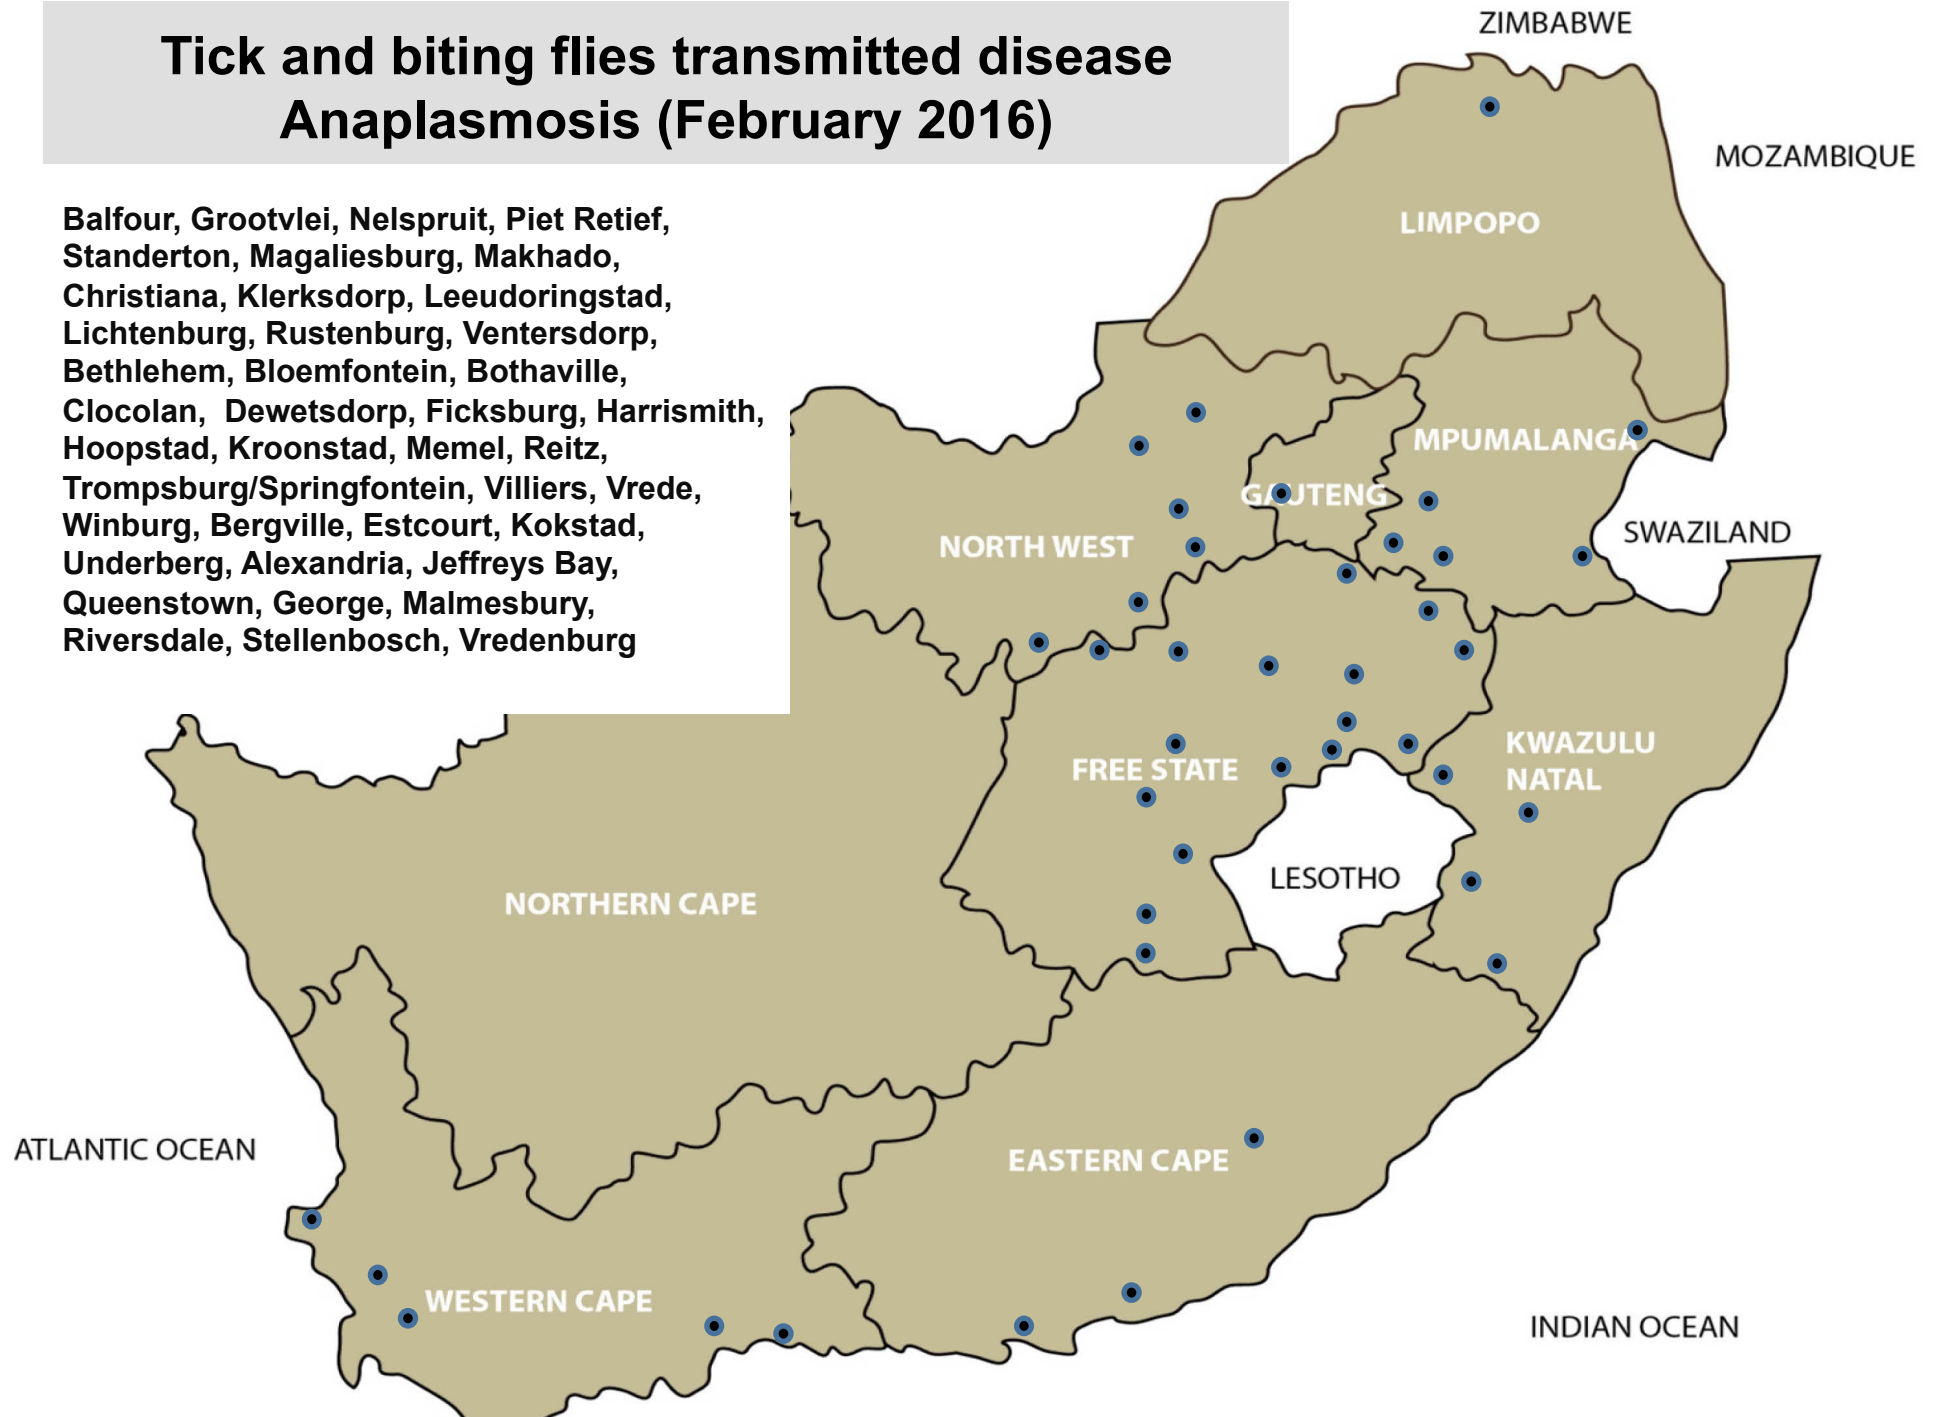 Tick and biting flies transmitted disease
Anaplasmosis (February 2016)
Balfour, Grootvlei, Nelspruit, Piet Retief,
Standerton, Magaliesburg, Makhado,
Christiana, Klerksdorp, Leeudoringstad,
Lichtenburg, Rustenburg, Ventersdorp,
Bethlehem, Bloemfontein, Bothaville,
Clocolan, Dewetsdorp, Ficksburg, Harrismith,
Hoopstad, Kroonstad, Memel, Reitz,
Trompsburg/Springfontein, Villiers, Vrede,
Winburg, Bergville, Estcourt, Kokstad,
Underberg, Alexandria, Jeffreys Bay,
Queenstown, George, Malmesbury,
Riversdale, Stellenbosch, Vredenburg
ZIMBABWE
MOZAMBIQUE
LIMPOPO
MPUMALANGA
GAUTENG
SWAZILAND
NORTH WEST
KWAZULU
NATAL
FREE STATE
LESOTHO
NORTHERN CAPE
ATLANTIC OCEAN
EASTERN CAPE
WESTERN CAPE
INDIAN OCEAN